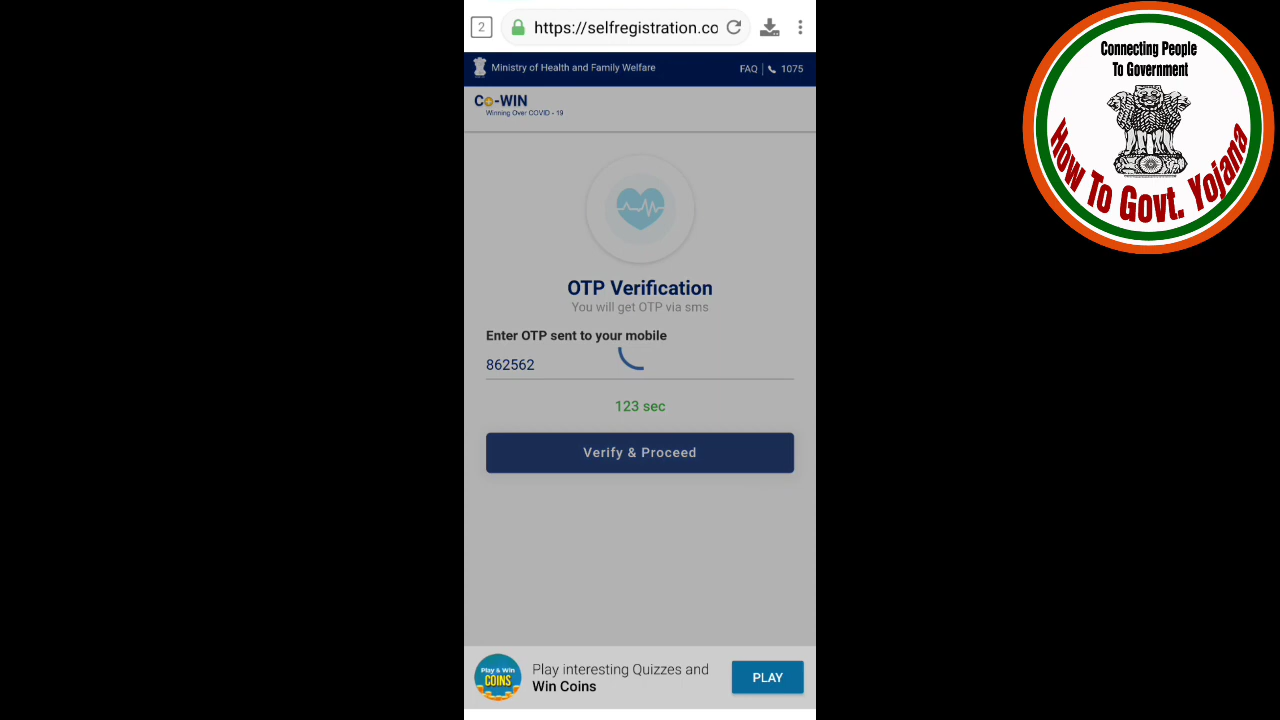 2
https://selfregistration.co
Ministry of Health and Family Welfare
FAQ
1075
Co-WIN
Winning Over COVID - 19
OTP Verification
You will get OTP via sms
Enter OTP sent to your mobile
862562
123 sec
Verify & Proceed
Play & Win
COINS
Play interesting Quizzes and
Win Coins
PLAY
Connecting People
To Government
How To Govt. Yojana